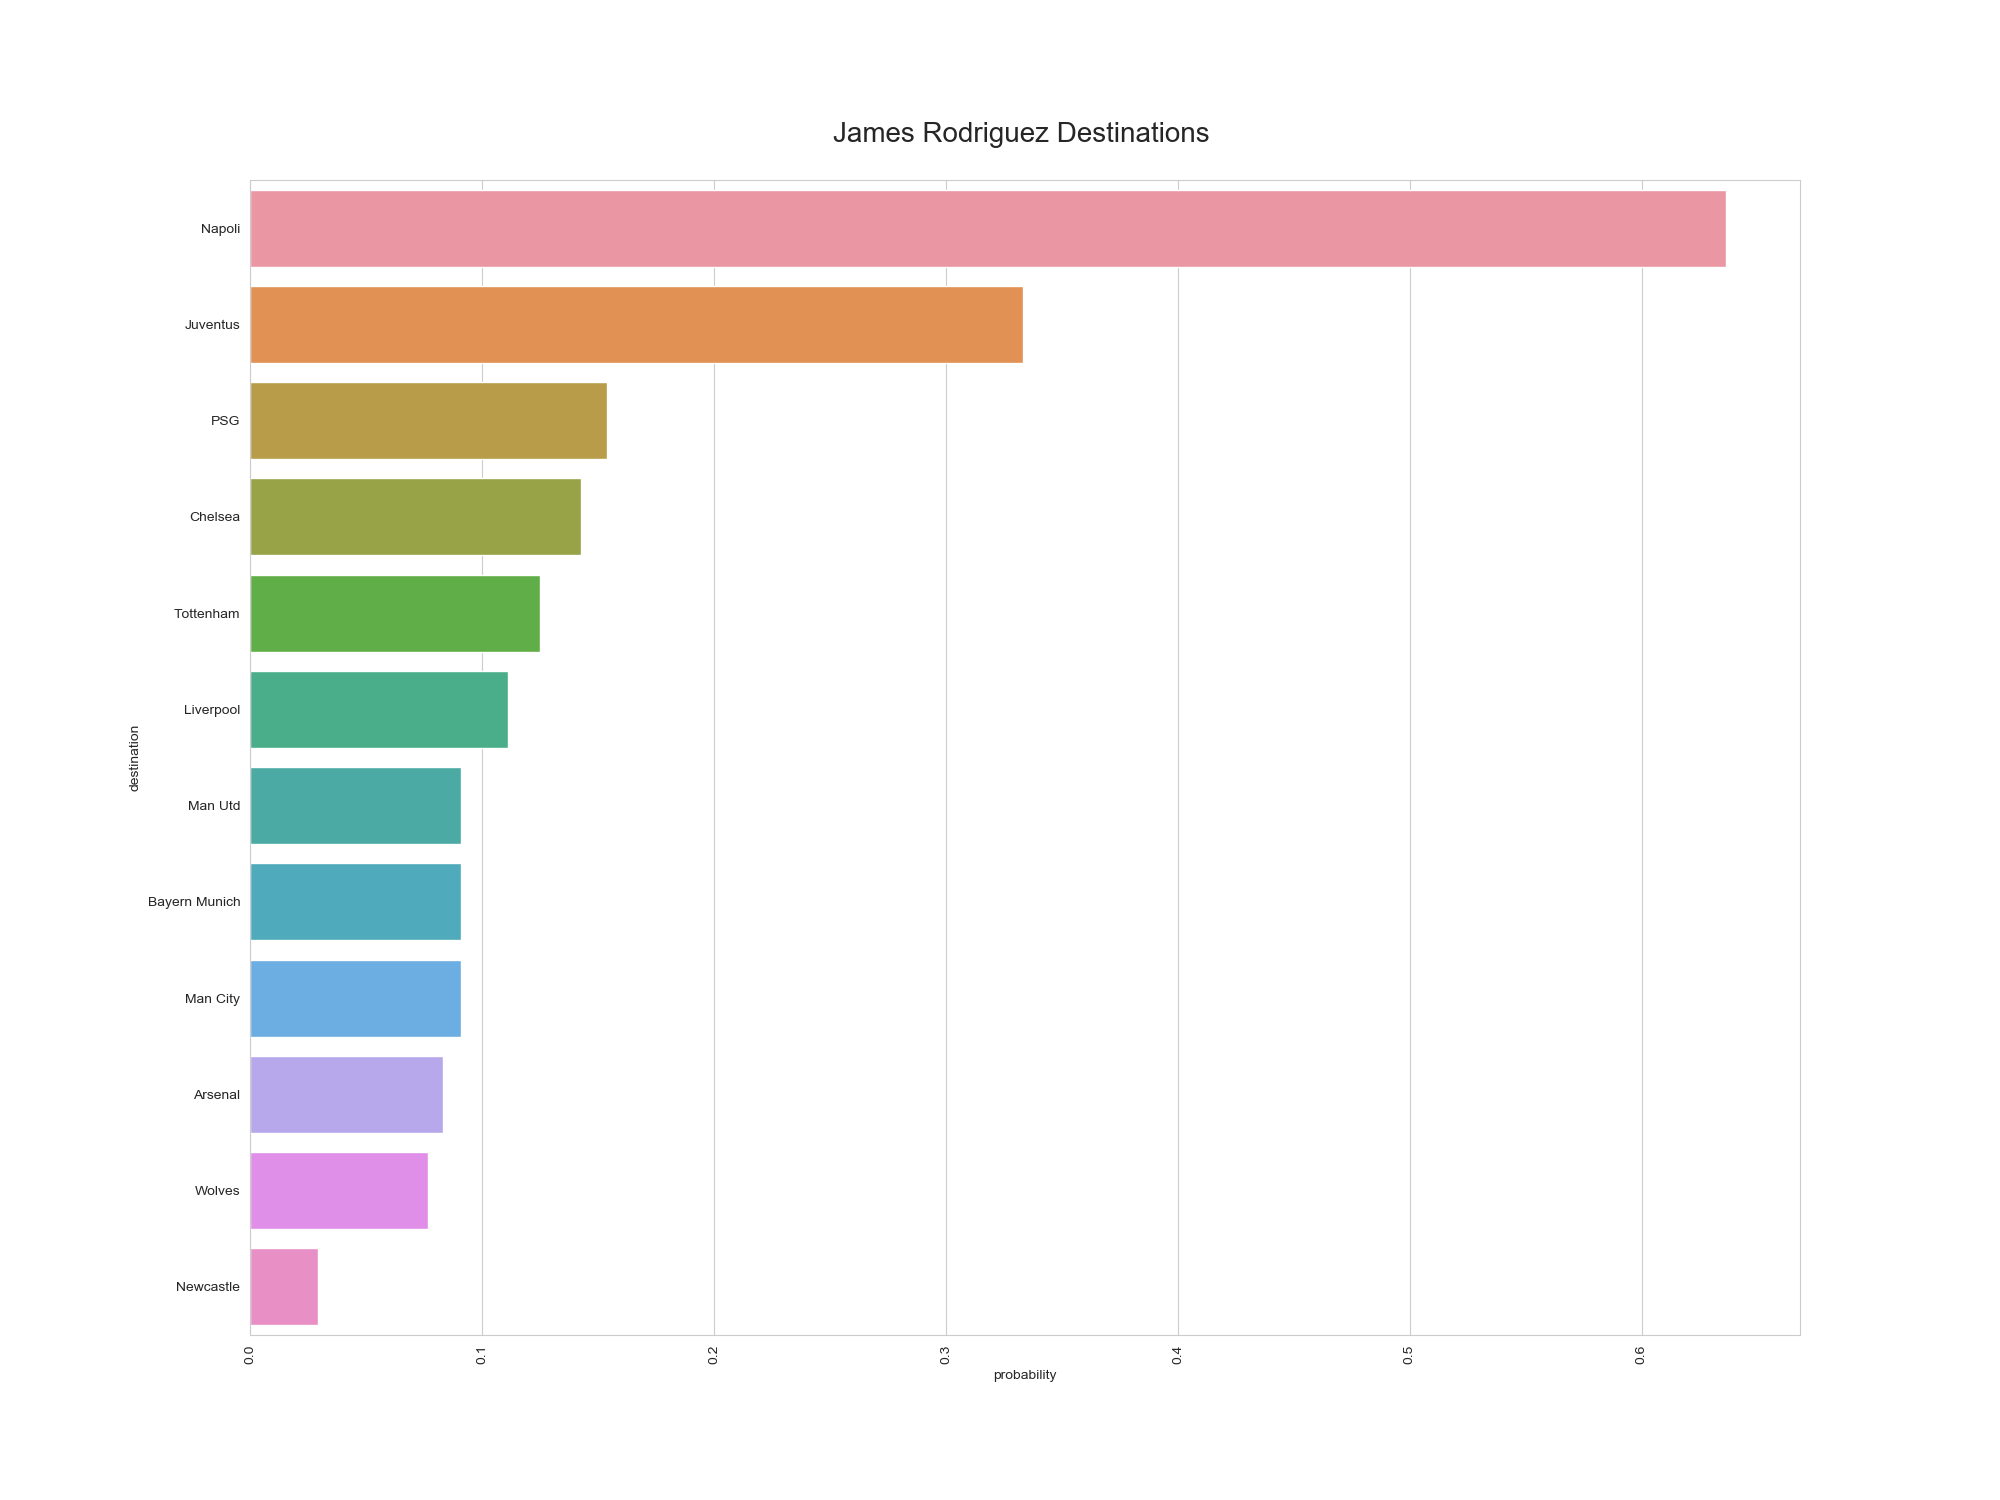 James Rodriguez Destinations
Napoli
Juventus
PSG
Chelsea
Tottenham
Liverpool
Man Utd
Bayern Munich
Man City
Arsenal
Wolves
Newcastle
destination
0.0
0.1
0.2
0.3
0.4
0.5
0.6
probability